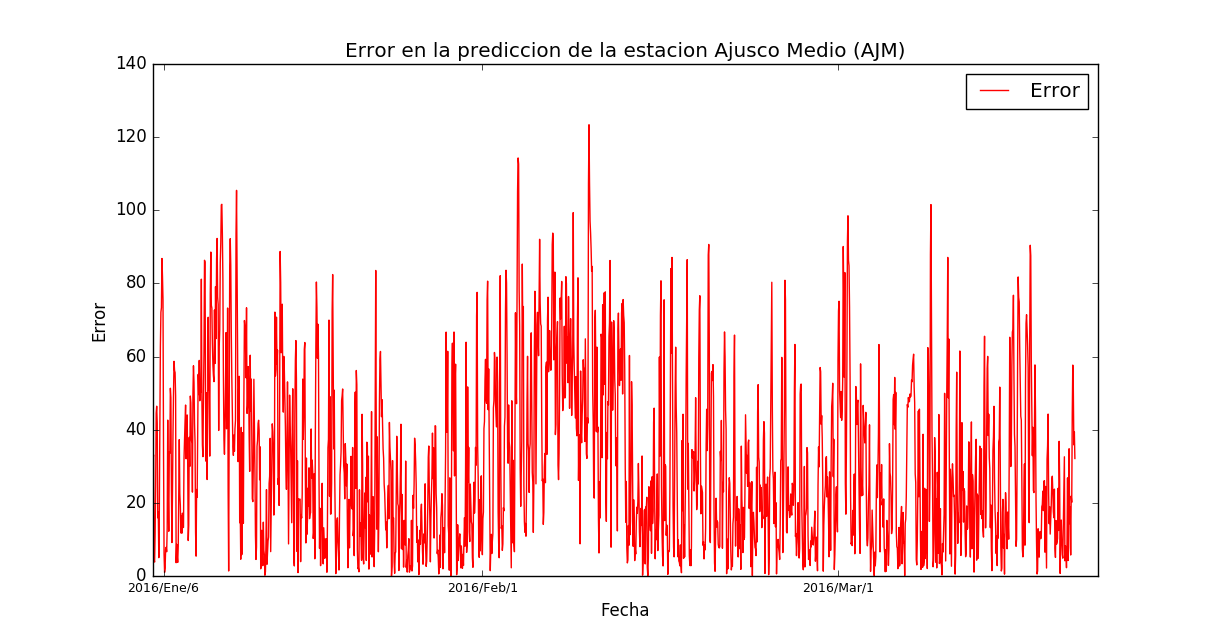 Error en la prediccion de la estacion Ajusco Medio (AJM)
Error
140
120
100
80
60
40
20
0
Error
2016/Ene/6
2016/Feb/1
2016/Mar/1
Fecha